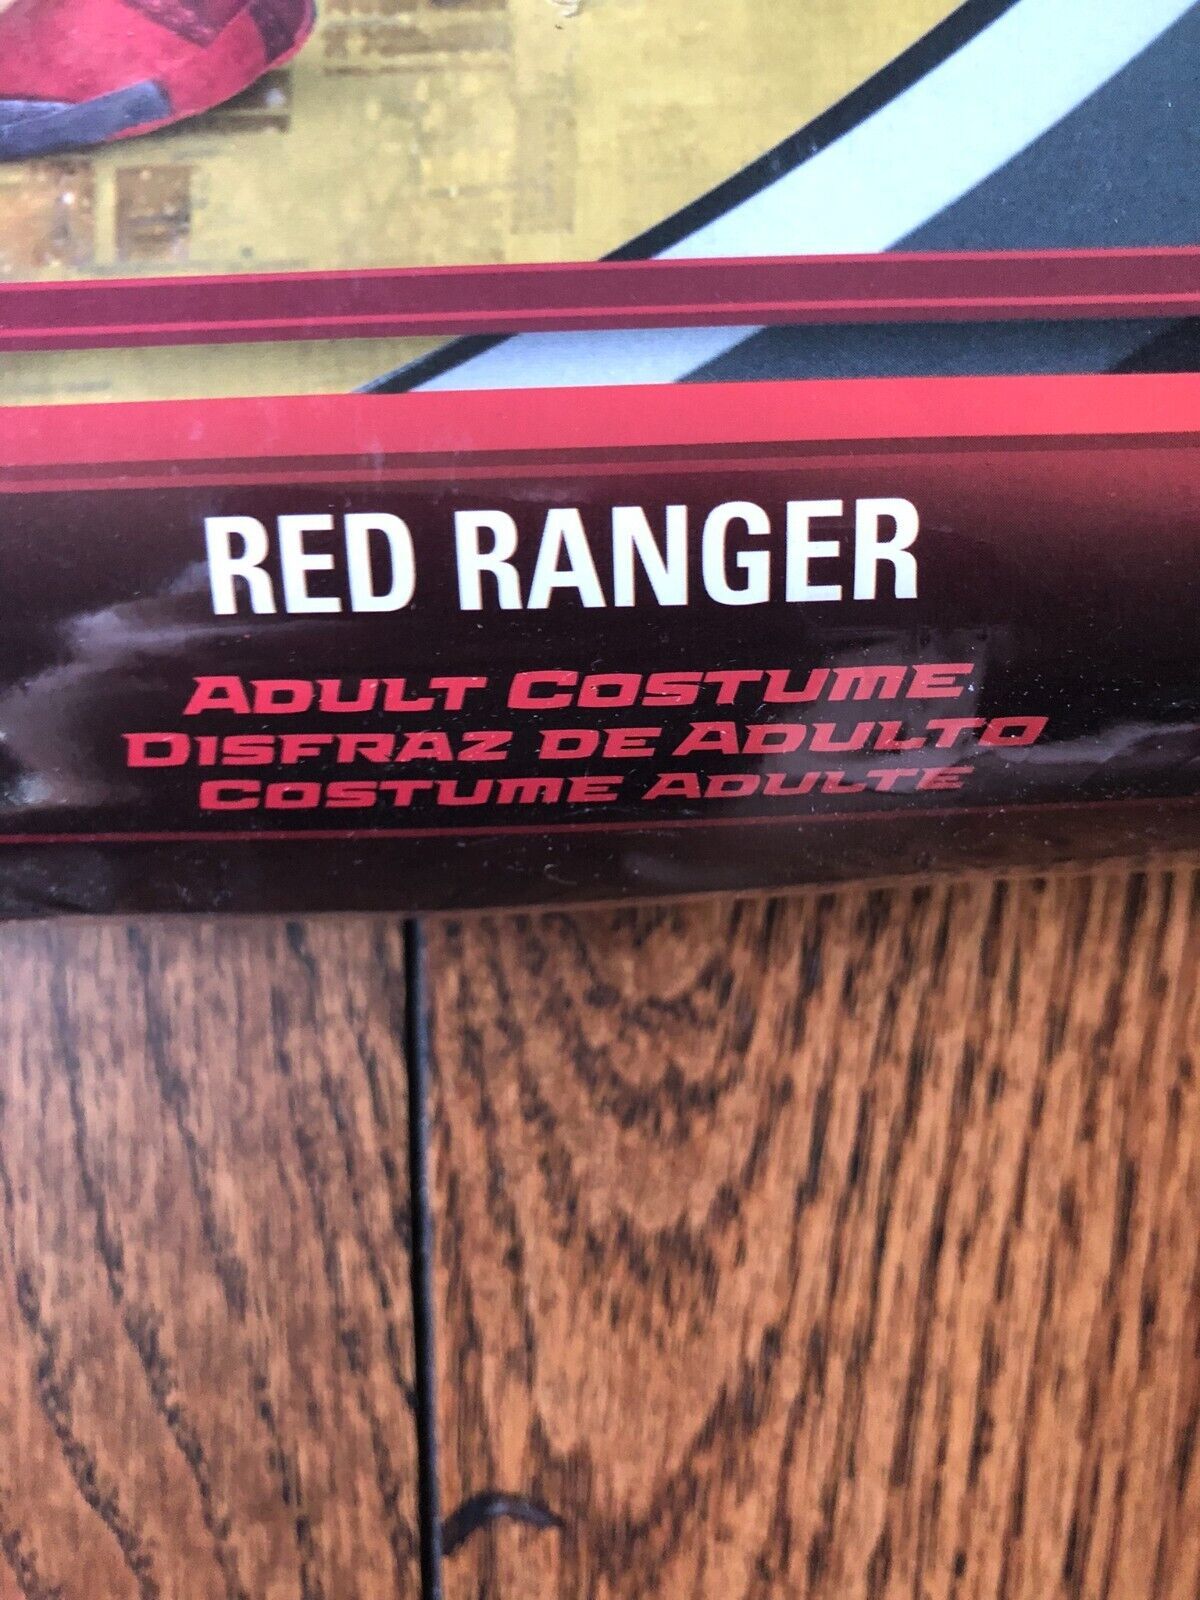 RED RANGER
ADULT COSTUME
DISFRAZ DE ADULTO
COSTUME ADULTE